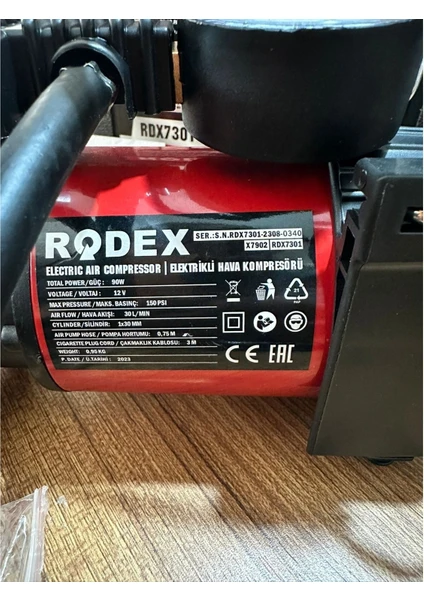 RDX7301
RODEX
SER.:S.N.RDX7301-2308-0340
X7902 RDX7301
ELECTRIC AIR COMPRESSOR | ELEKTRİKLİ HAVA KOMPRESÖRÜ
TOTAL POWER/GÜÇ : 90W
VOLTAGE / VOLTAJ : 12 V
MAX PRESSURE / MAKS. BASINÇ: 150 PSI
AIR FLOW / HAVA AKIŞI: 30 L/MIN
CYLINDER/SİLİNDİR: 1x30 MM
AIR PUMP HOSE / POMPA HORTUMU: 0,75 M
CIGARETTE PLUG CORD / ÇAKMAKLIK KABLOSU: 3 M
WEIGHT: 0,95 KG
P. DATE / Ü.TARİHİ : 2023
21
PAP
CE EAC